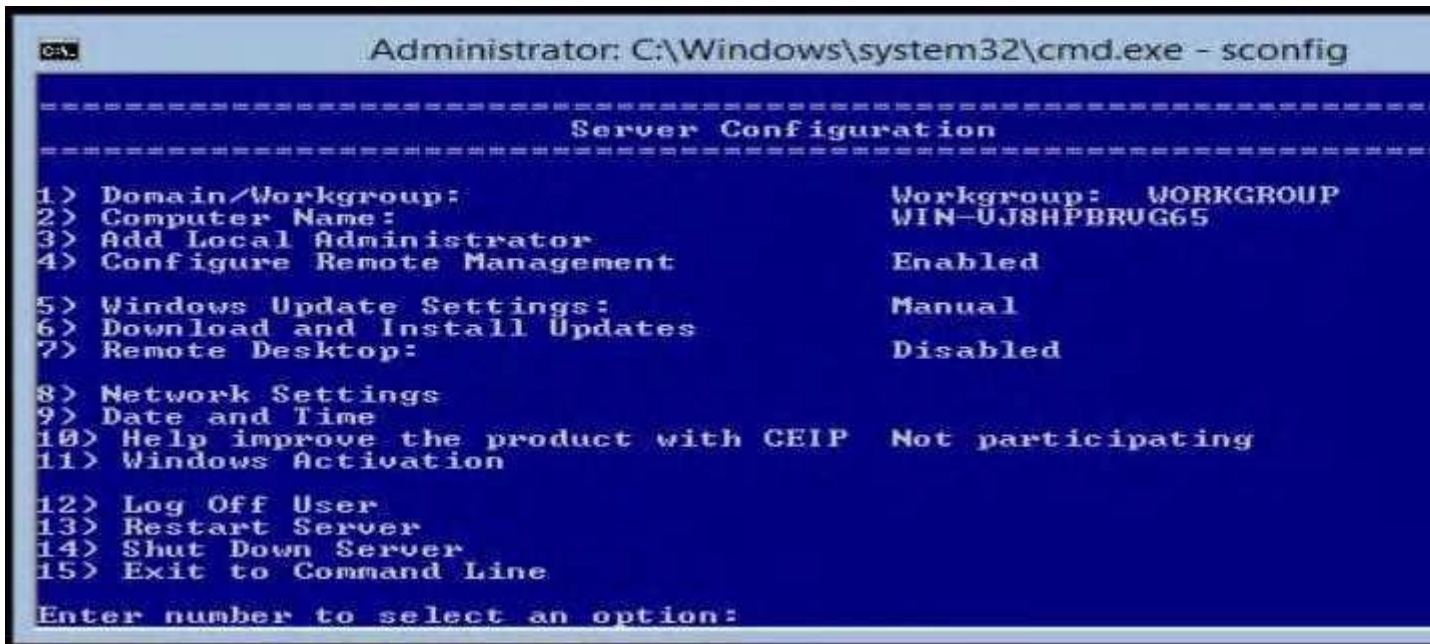 Administrator: C:\Windows\system32\cmd.exe - sconfig
===============================================================
Server Configuration
===============================================================
1) Domain/Workgroup: Workgroup: WORKGROUP
2) Computer Name: WIN-VJ8HPBRVG65
3) Add Local Administrator
4) Configure Remote Management Enabled
5) Windows Update Settings: Manual
6) Download and Install Updates
7) Remote Desktop: Disabled
8) Network Settings
9) Date and Time
10) Help improve the product with CEIP Not participating
11) Windows Activation
12) Log Off User
13) Restart Server
14) Shut Down Server
15) Exit to Command Line
Enter number to select an option: